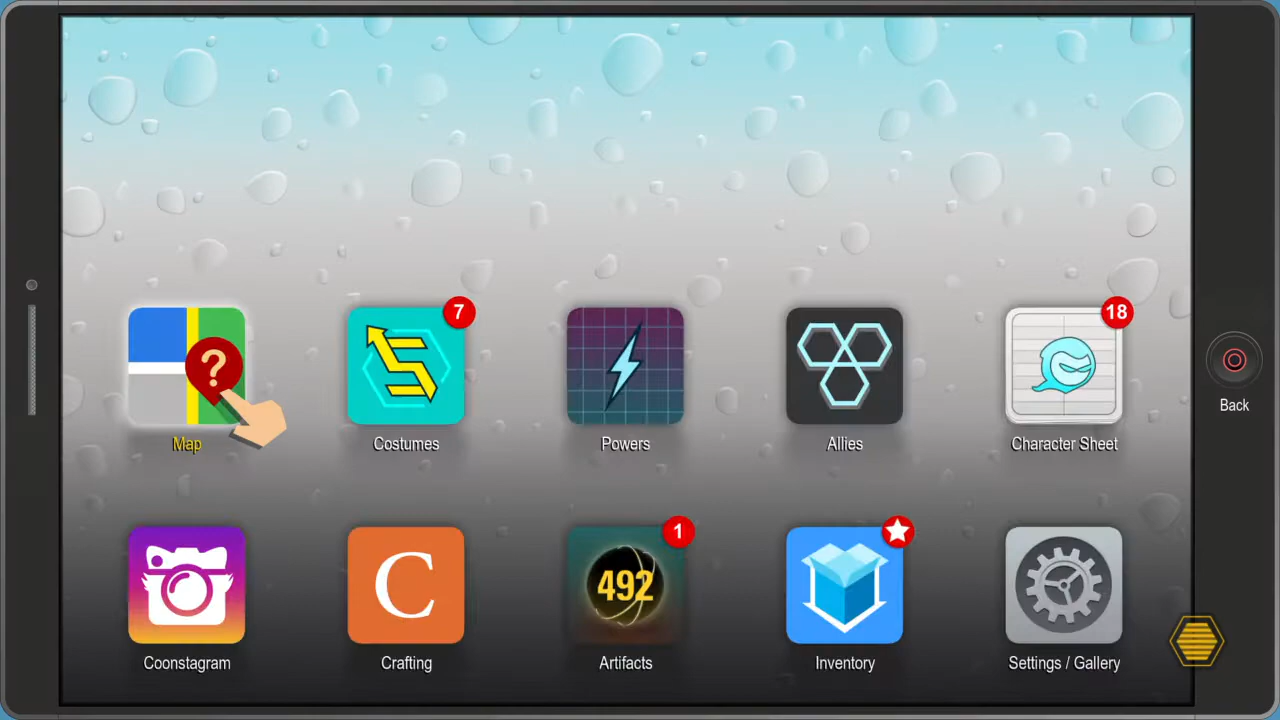 7
18
?
Map
Costumes
Powers
Allies
Character Sheet
Back
1
C
492
Coonstagram
Crafting
Artifacts
Inventory
Settings / Gallery